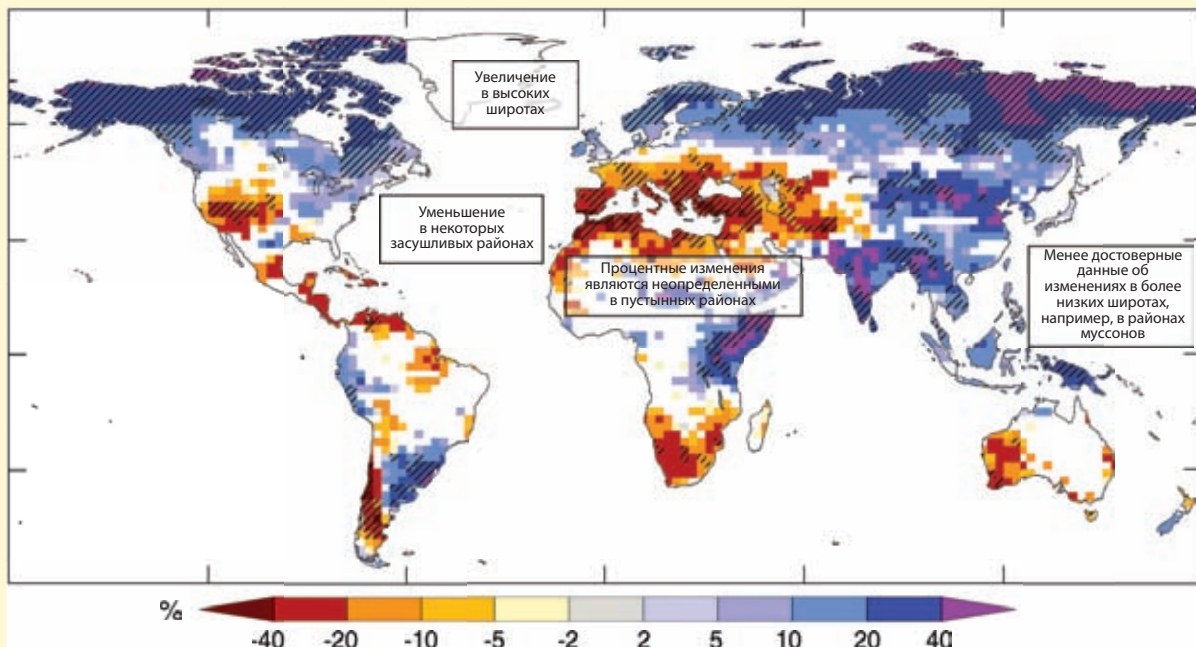 Увеличение
в высоких
широтах
Уменьшение
в некоторых
засушливых районах
Процентные изменения
являются неопределенными
в пустынных районах
Менее достоверные
данные об
изменениях в более
низких широтах,
например, в районах
муссонов
%
-40 -20 -10 -5 -2 2 5 10 20 40